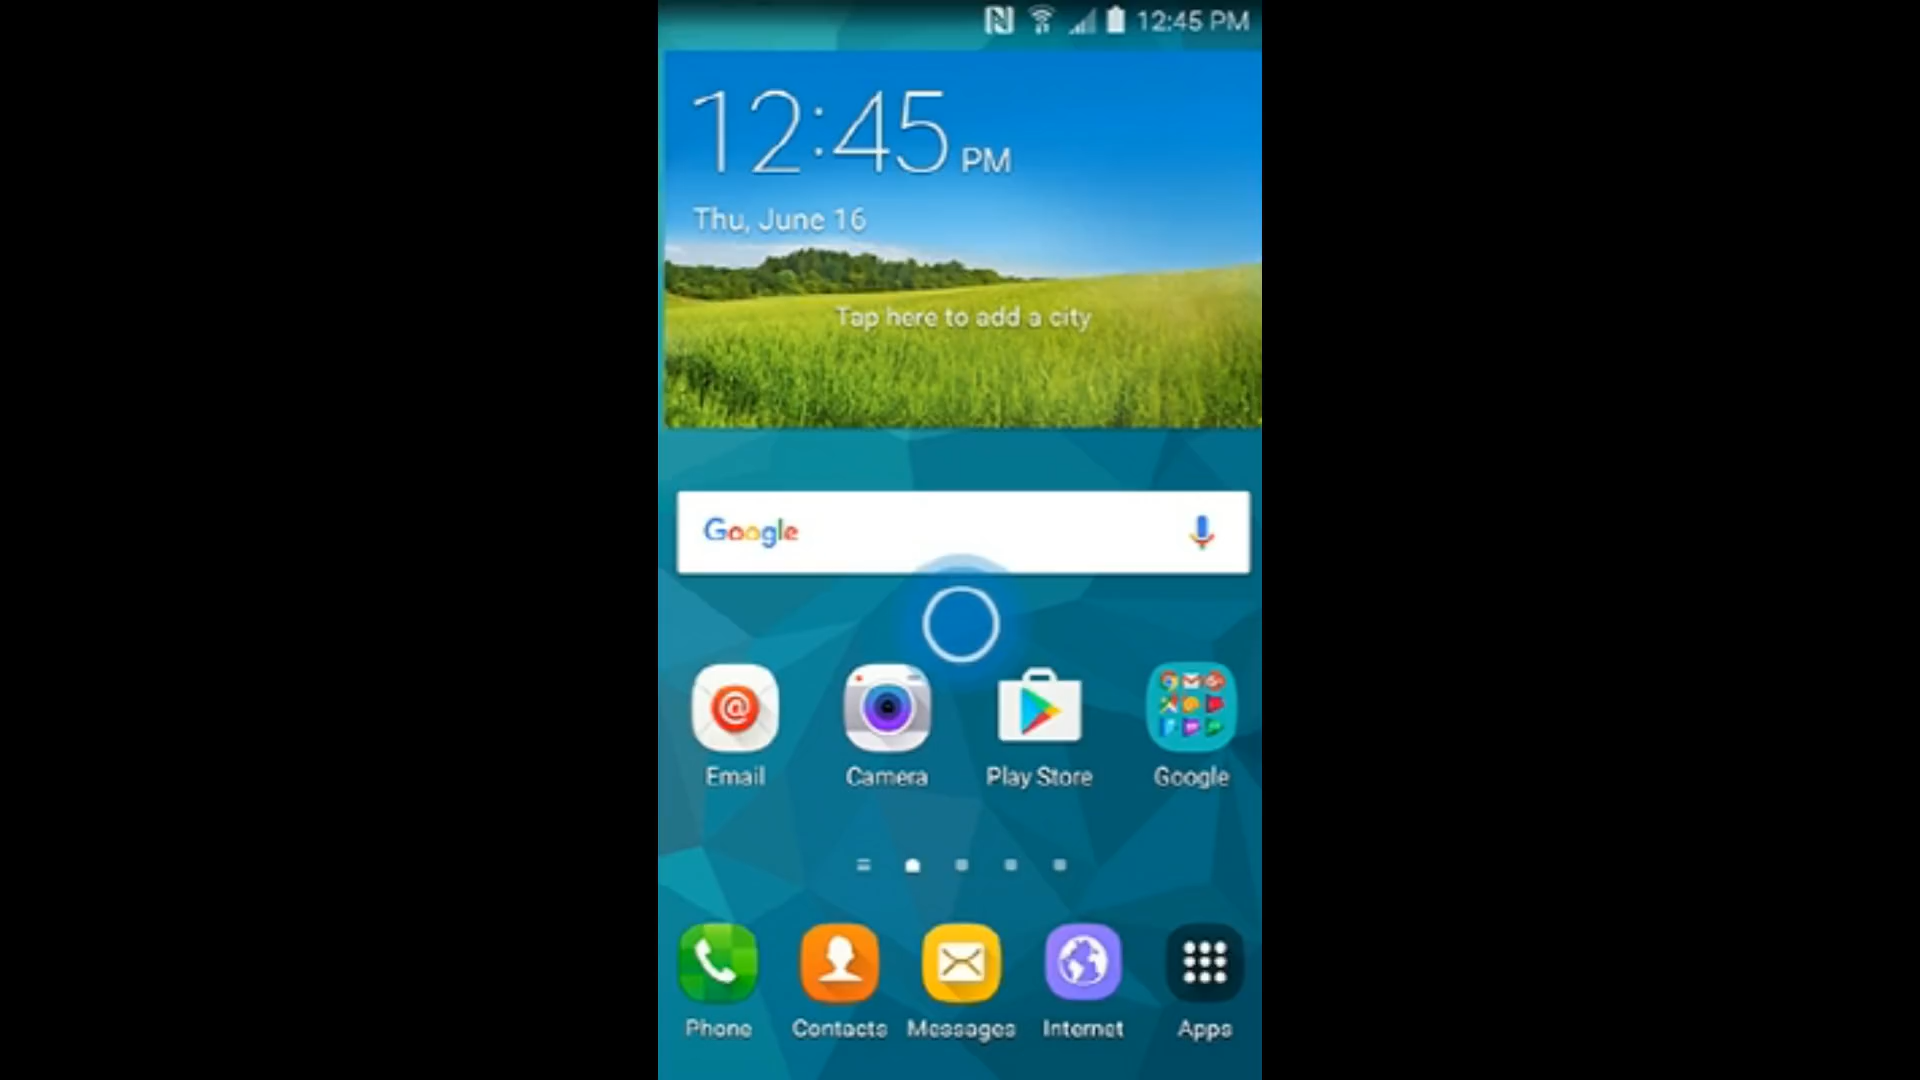 12:45 PM
12:45 PM
Thu, June 16
Tap here to add a city
Google
Email Camera Play Store Google
Phone Contacts Messages Internet Apps